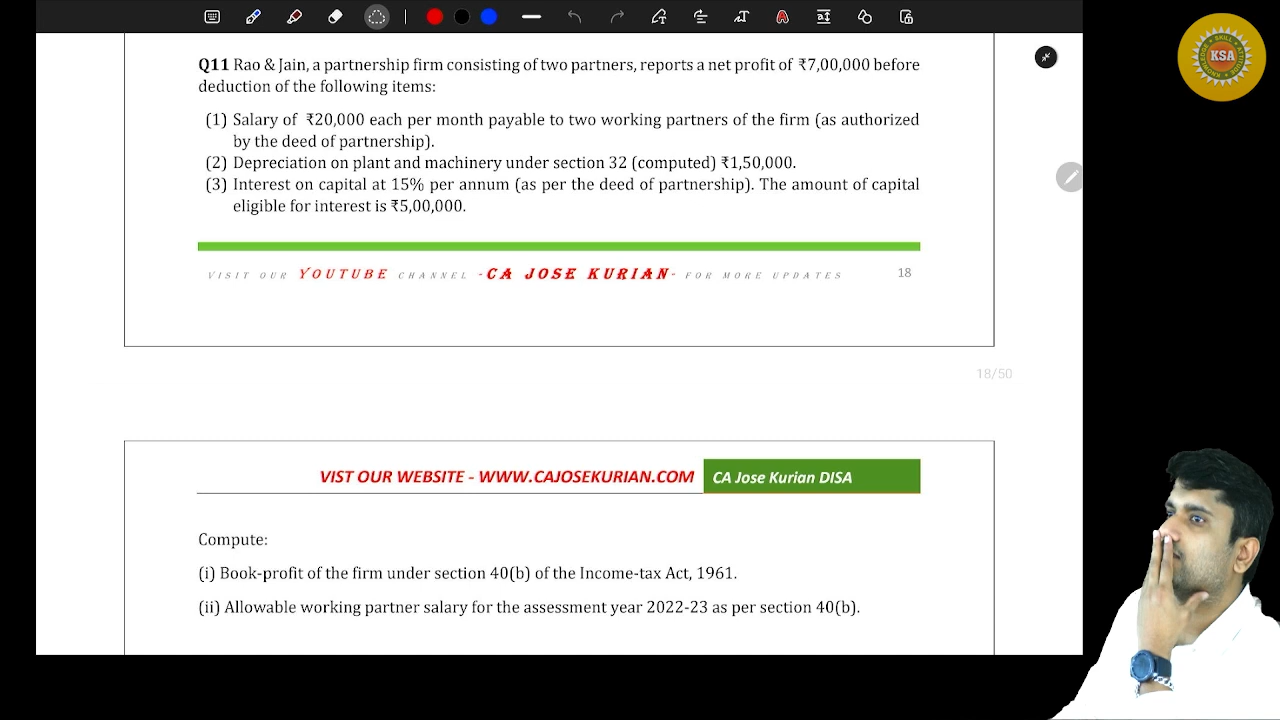 Q11 Rao & Jain, a partnership firm consisting of two partners, reports a net profit of ₹7,00,000 before
deduction of the following items:
(1) Salary of ₹20,000 each per month payable to two working partners of the firm (as authorized
by the deed of partnership).
(2) Depreciation on plant and machinery under section 32 (computed) ₹1,50,000.
(3) Interest on capital at 15% per annum (as per the deed of partnership). The amount of capital
eligible for interest is ₹5,00,000.
VISIT OUR YOUTUBE CHANNEL -CA JOSE KURIAN- FOR MORE UPDATES 18
18/50
VIST OUR WEBSITE - WWW.CAJOSEKURIAN.COM CA Jose Kurian DISA
Compute:
(i) Book-profit of the firm under section 40(b) of the Income-tax Act, 1961.
(ii) Allowable working partner salary for the assessment year 2022-23 as per section 40(b).
SKILL
KSA
ATTITUDE
KNOWLEDGE